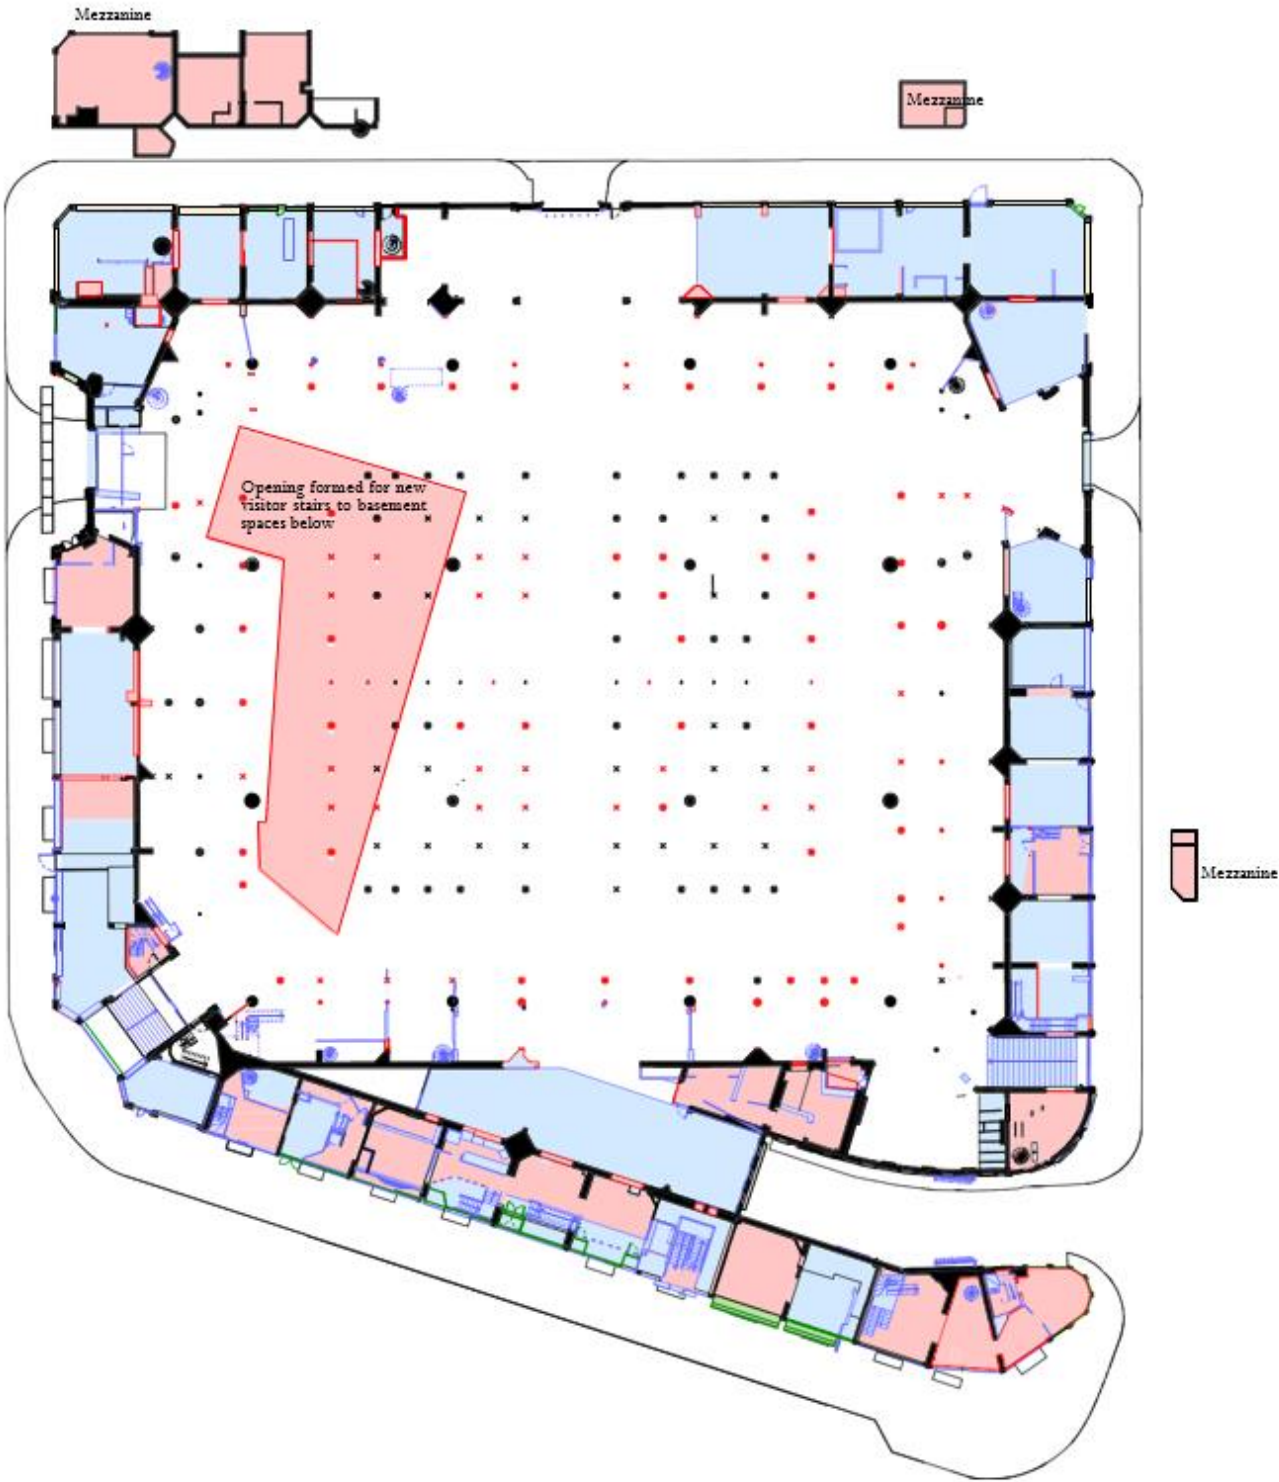 Mezzanine
Mezzanine
Opening formed for new
visitor stairs to basement
spaces below
Mezzanine